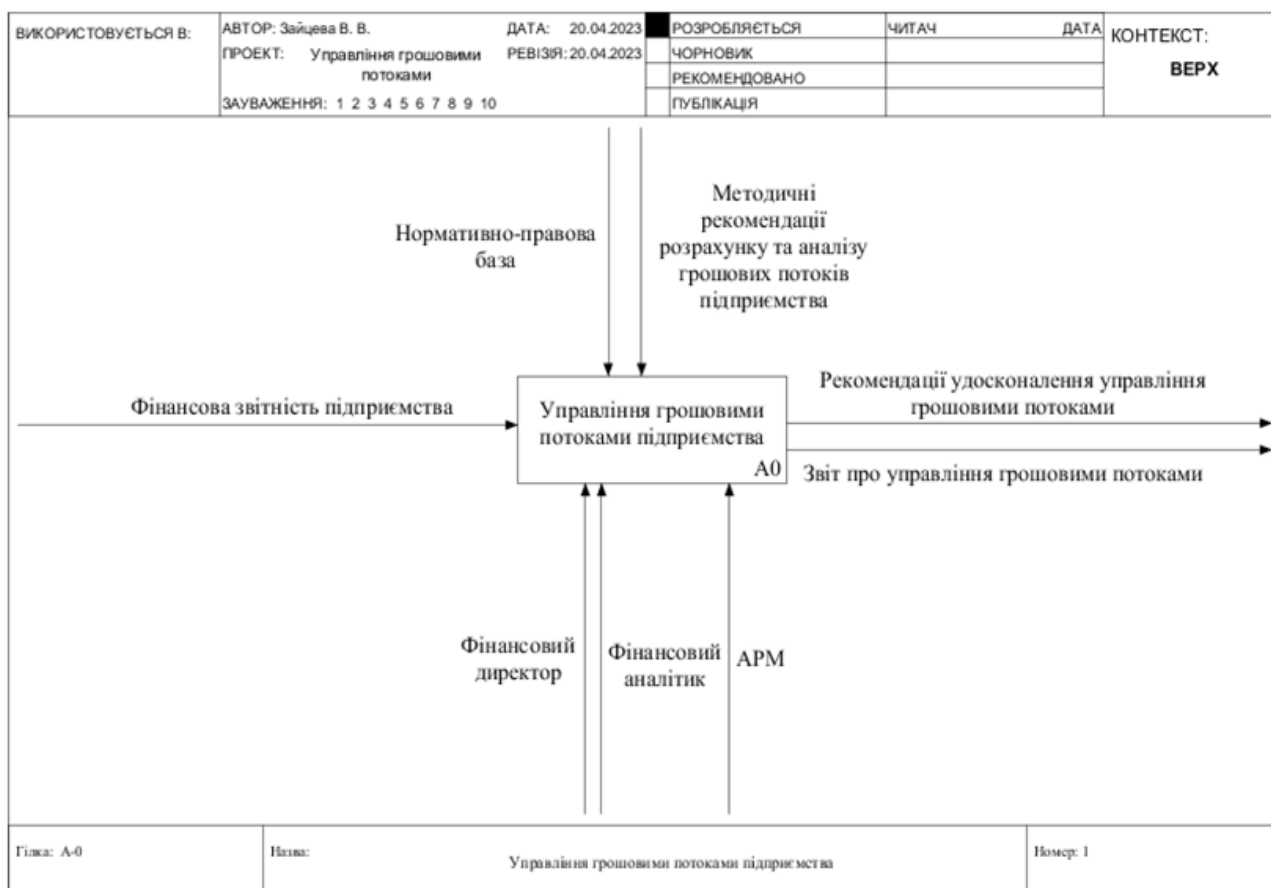 ВИКОРИСТОВУЄТЬСЯ В:
АВТОР: Зайцева В. В.
ДАТА: 20.04.2023
ПРОЕКТ: Управління грошовими
потоками
РЕВІЗІЯ: 20.04.2023
ЗАУВАЖЕННЯ: 1 2 3 4 5 6 7 8 9 10
РОЗРОБЛЯЄТЬСЯ
ЧОРНОВИК
РЕКОМЕНДОВАНО
ПУБЛІКАЦІЯ
ЧИТАЧ
ДАТА
КОНТЕКСТ:
ВЕРХ
Нормативно-правова
база
Методичні
рекомендації
розрахунку та аналізу
грошових потоків
підприємства
Фінансова звітність підприємства
Управління грошовими
потоками підприємства
А0
Рекомендації удосконалення управління
грошовими потоками
Звіт про управління грошовими потоками
Фінансовий
директор
Фінансовий
аналітик
АРМ
Гілка: А-0
Назва:
Управління грошовими потоками підприємства
Номер: 1